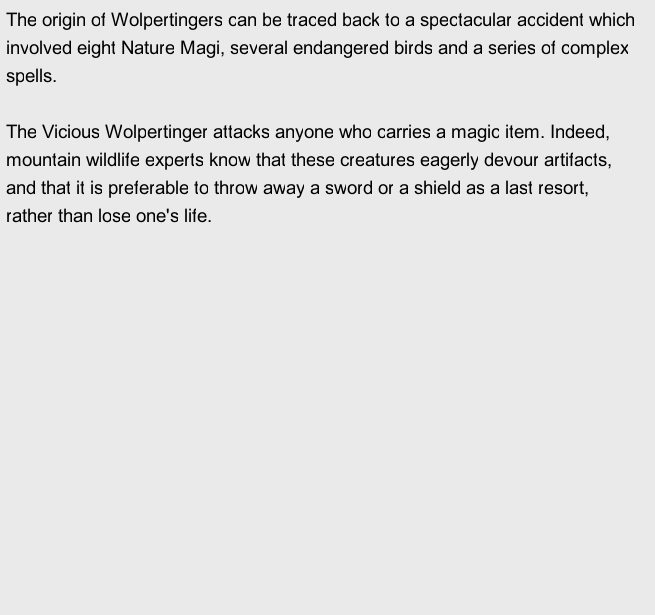 The origin of Wolpertingers can be traced back to a spectacular accident which
involved eight Nature Magi, several endangered birds and a series of complex
spells.
The Vicious Wolpertinger attacks anyone who carries a magic item. Indeed,
mountain wildlife experts know that these creatures eagerly devour artifacts,
and that it is preferable to throw away a sword or a shield as a last resort,
rather than lose one's life.